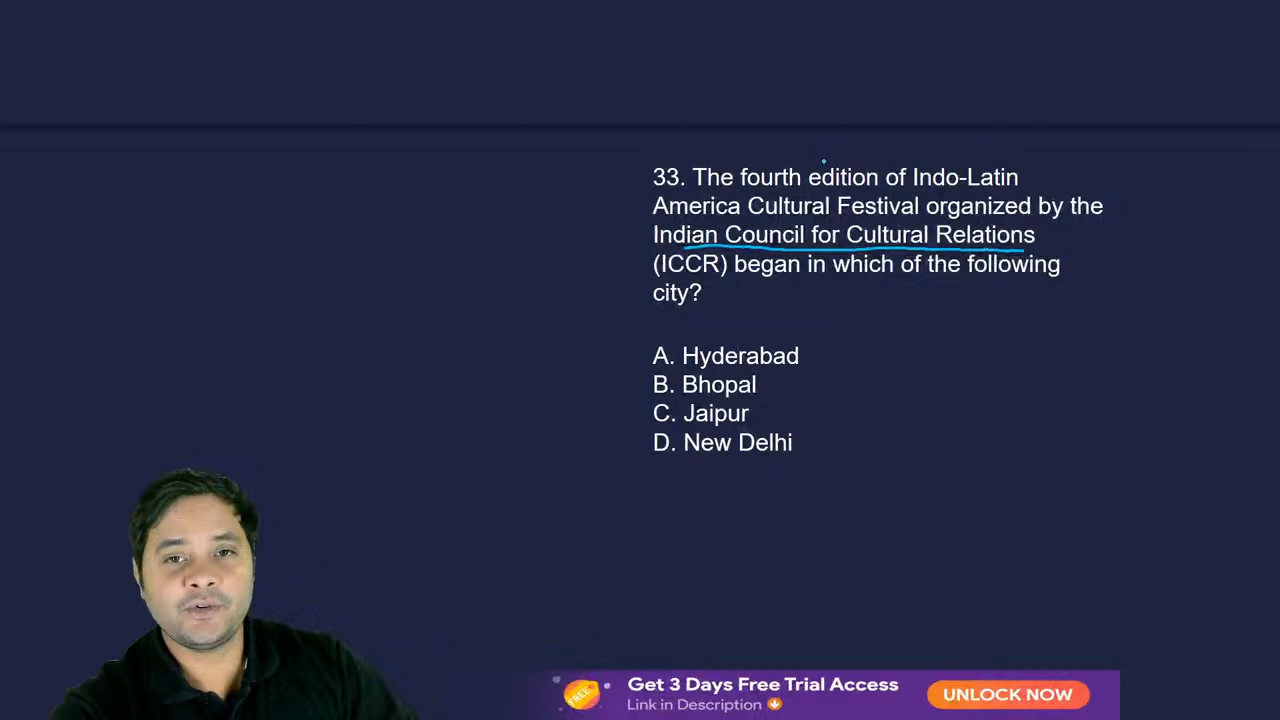 33. The fourth edition of Indo-Latin
America Cultural Festival organized by the
Indian Council for Cultural Relations
(ICCR) began in which of the following
city?
A. Hyderabad
B. Bhopal
C. Jaipur
D. New Delhi
FREE
Get 3 Days Free Trial Access
Link in Description
UNLOCK NOW